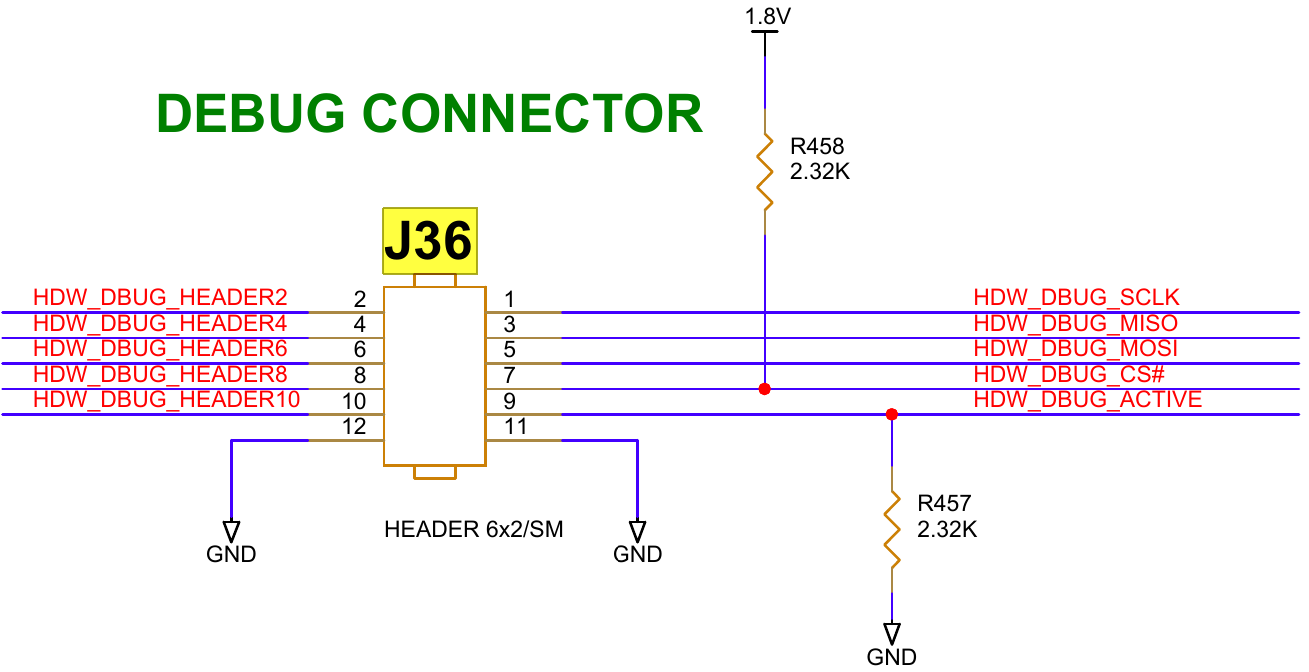 1.8V
DEBUG CONNECTOR
R458
2.32K
J36
HDW_DBUG_HEADER2 2 1 HDW_DBUG_SCLK
HDW_DBUG_HEADER4 4 3 HDW_DBUG_MISO
HDW_DBUG_HEADER6 6 5 HDW_DBUG_MOSI
HDW_DBUG_HEADER8 8 7 HDW_DBUG_CS#
HDW_DBUG_HEADER10 10 9 HDW_DBUG_ACTIVE
12 11
R457
HEADER 6x2/SM 2.32K
GND GND
GND